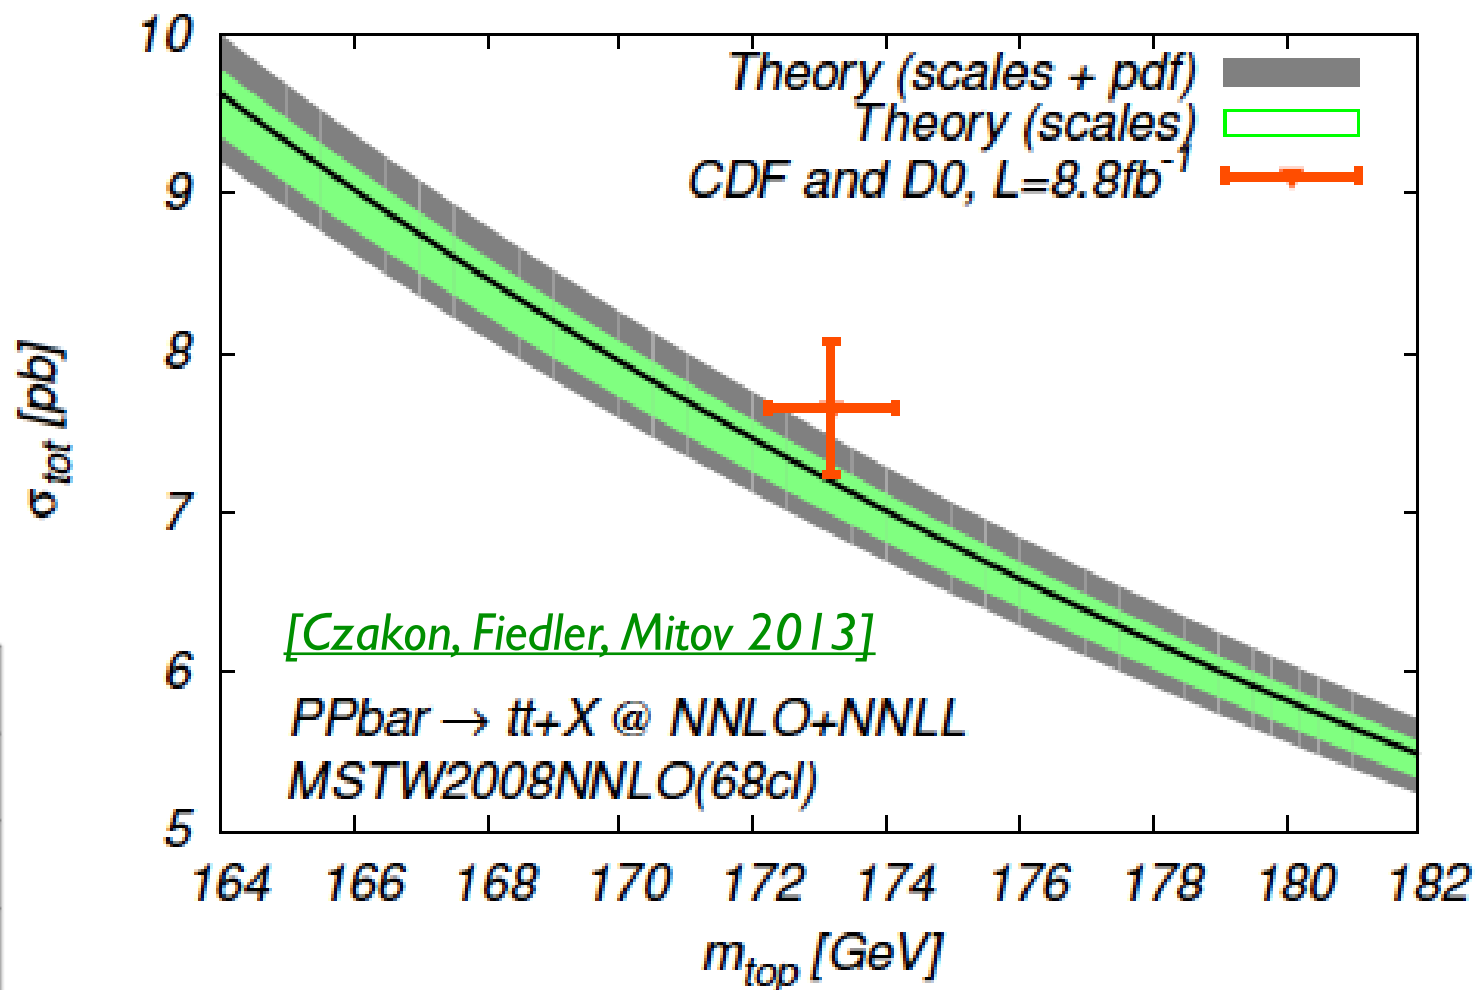 10
9
8
7
6
5
σtot [pb]
Theory (scales + pdf)
Theory (scales)
CDF and D0, L=8.8fb-1
[Czakon, Fiedler, Mitov 2013]
PPbar → tt+X @ NNLO+NNLL
MSTW2008NNLO(68cl)
164 166 168 170 172 174 176 178 180 182
mtop [GeV]